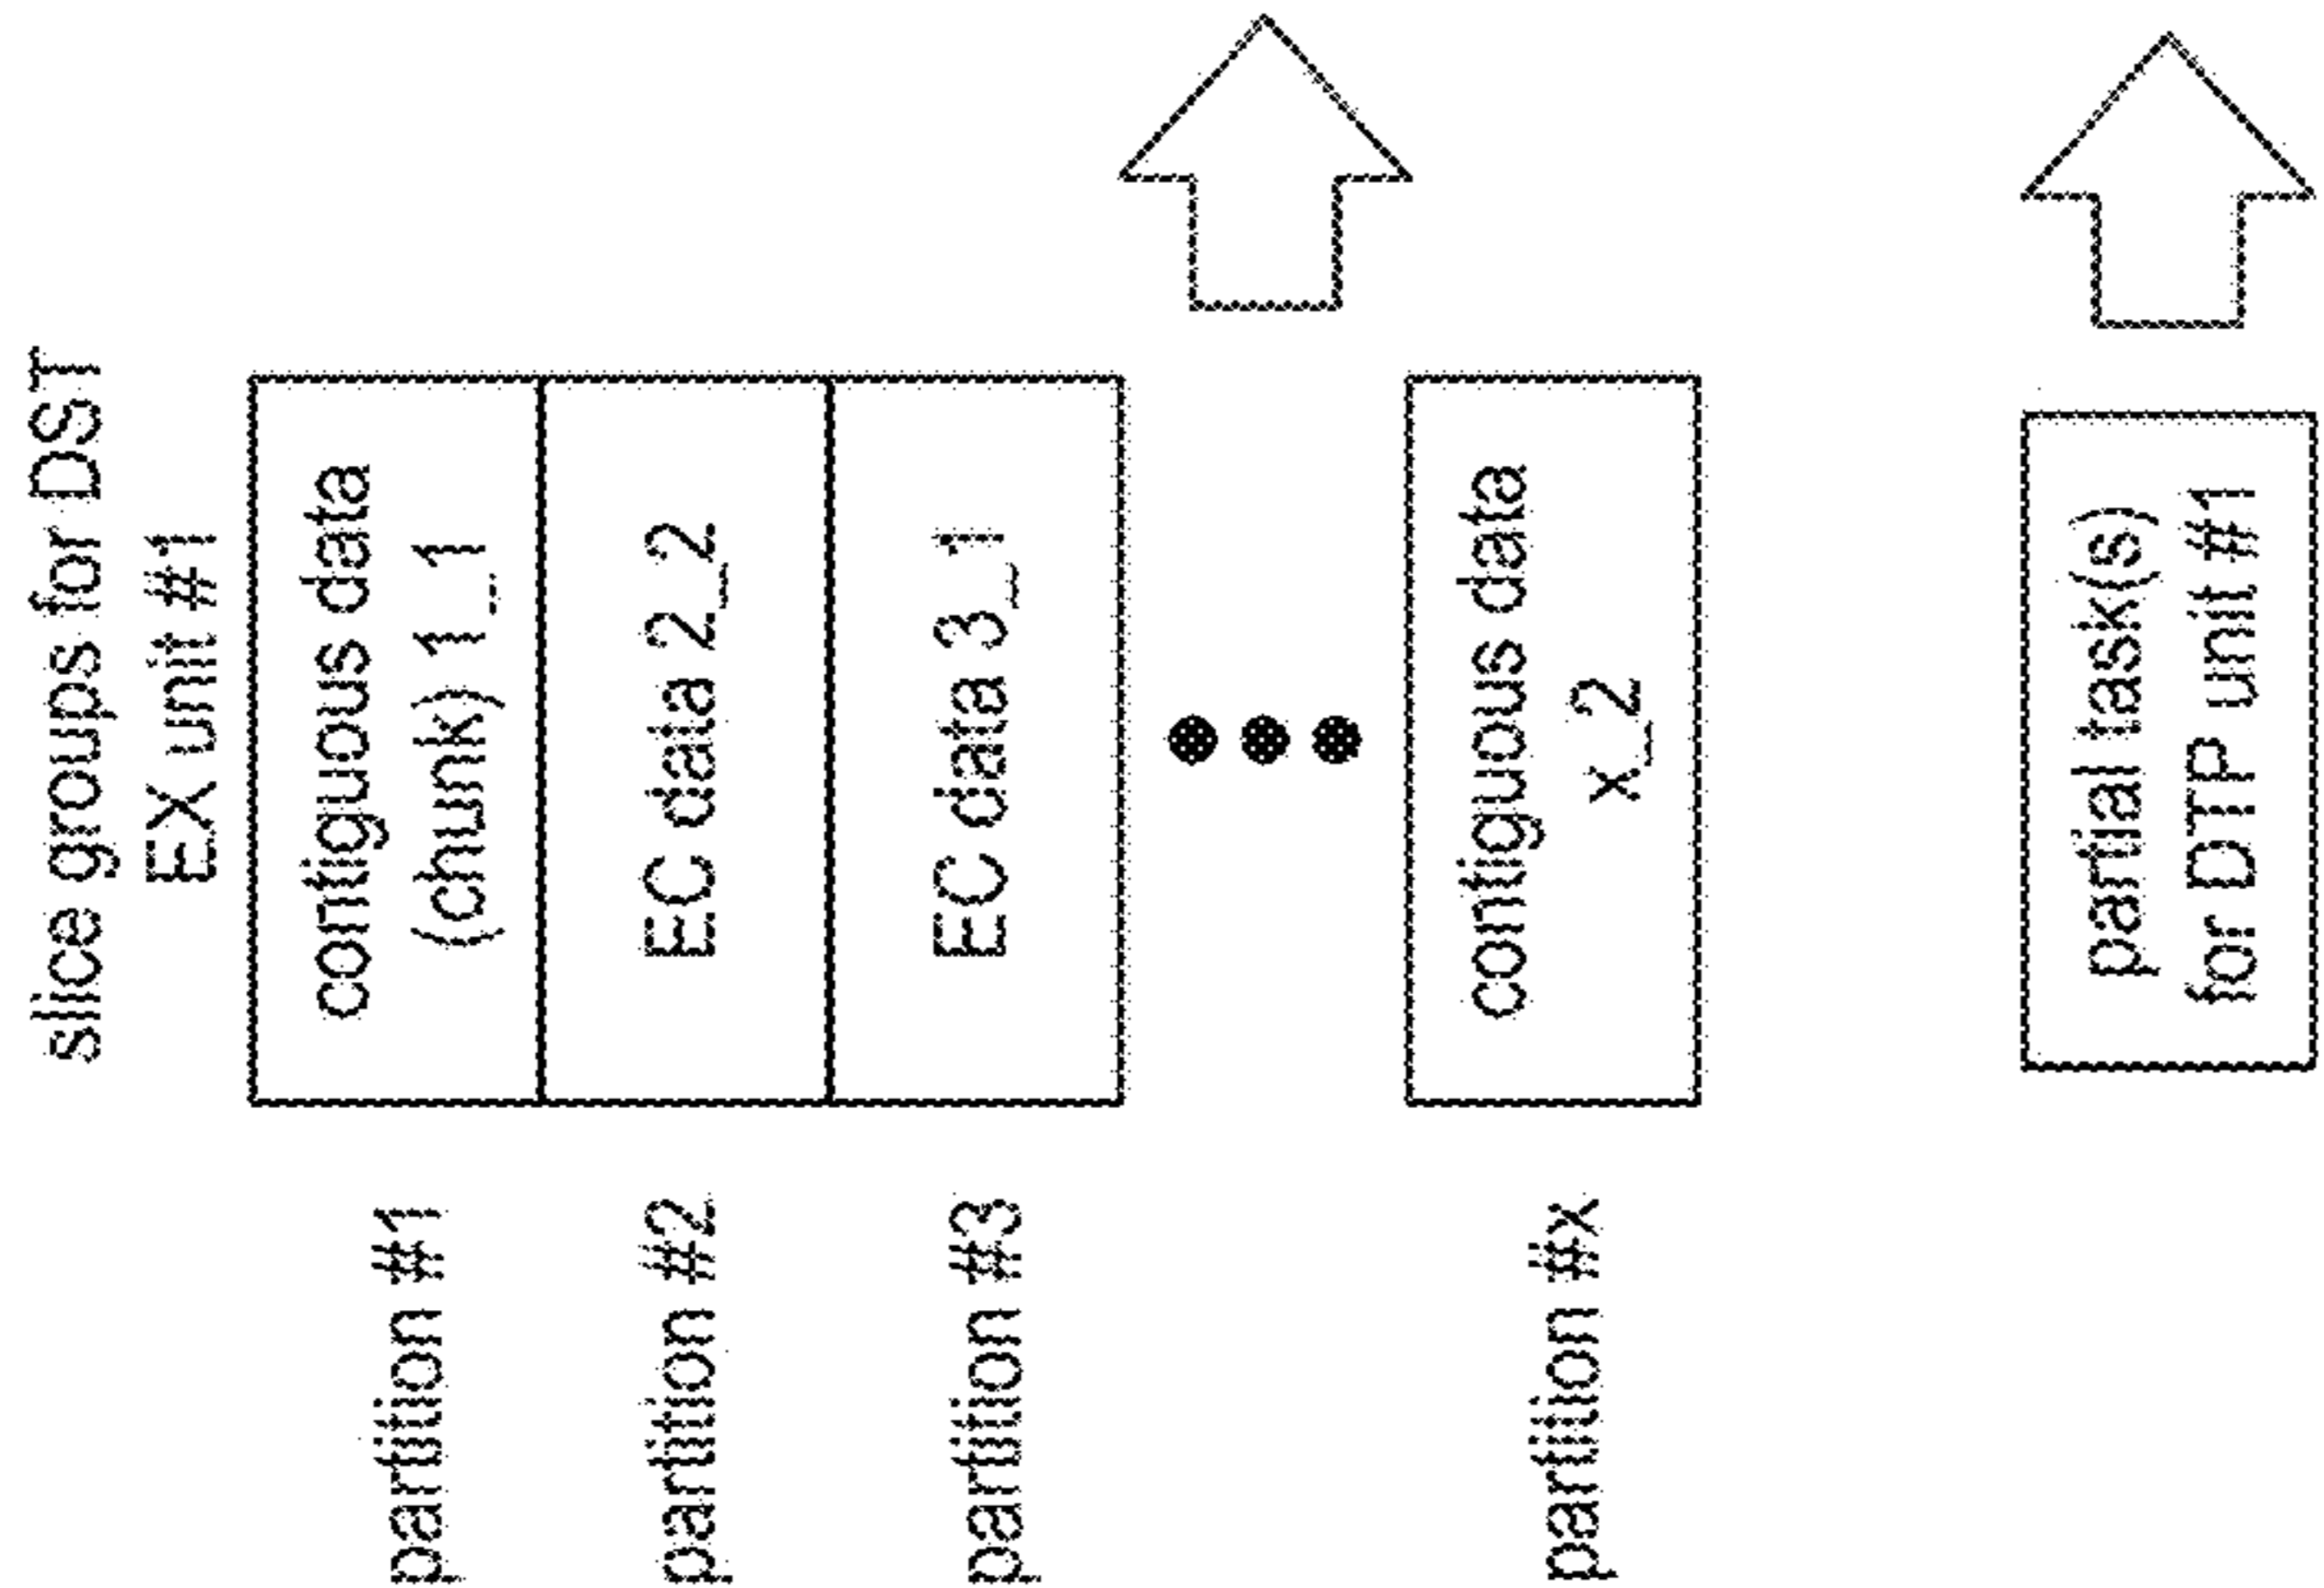 slice groups for DST
EX unit #1
partition #1
contiguous data
(chunk) 1_1
partition #2
EC data 2_2
partition #3
EC data 3_1
partition #x
contiguous data
x_2
partial task(s)
for DTP unit #1